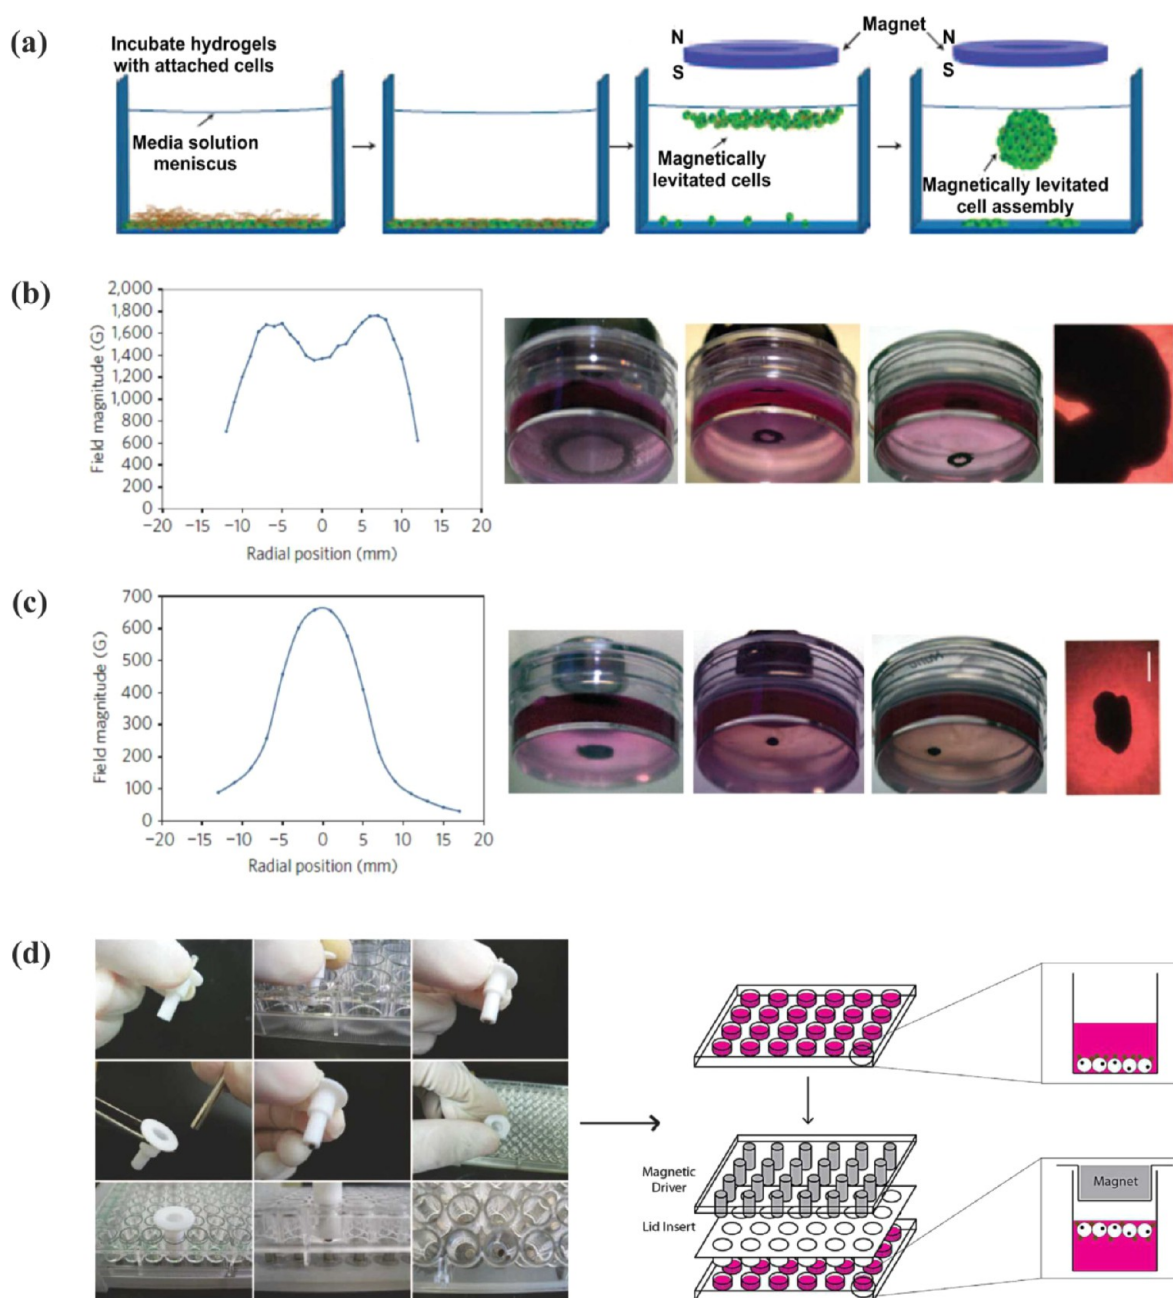 (a)
Incubate hydrogels
with attached cells
Media solution
meniscus
N
S
Magnet
N
S
Magnetically
levitated cells
Magnetically levitated
cell assembly
(b)
Field magnitude (G)
2,000
1,800
1,600
1,400
1,200
1,000
800
600
400
200
0
−20 −15 −10 −5 0 5 10 15 20
Radial position (mm)
(c)
Field magnitude (G)
700
600
500
400
300
200
100
0
−20 −15 −10 −5 0 5 10 15 20
Radial position (mm)
(d)
Magnetic
Driver
Lid Insert
Magnet